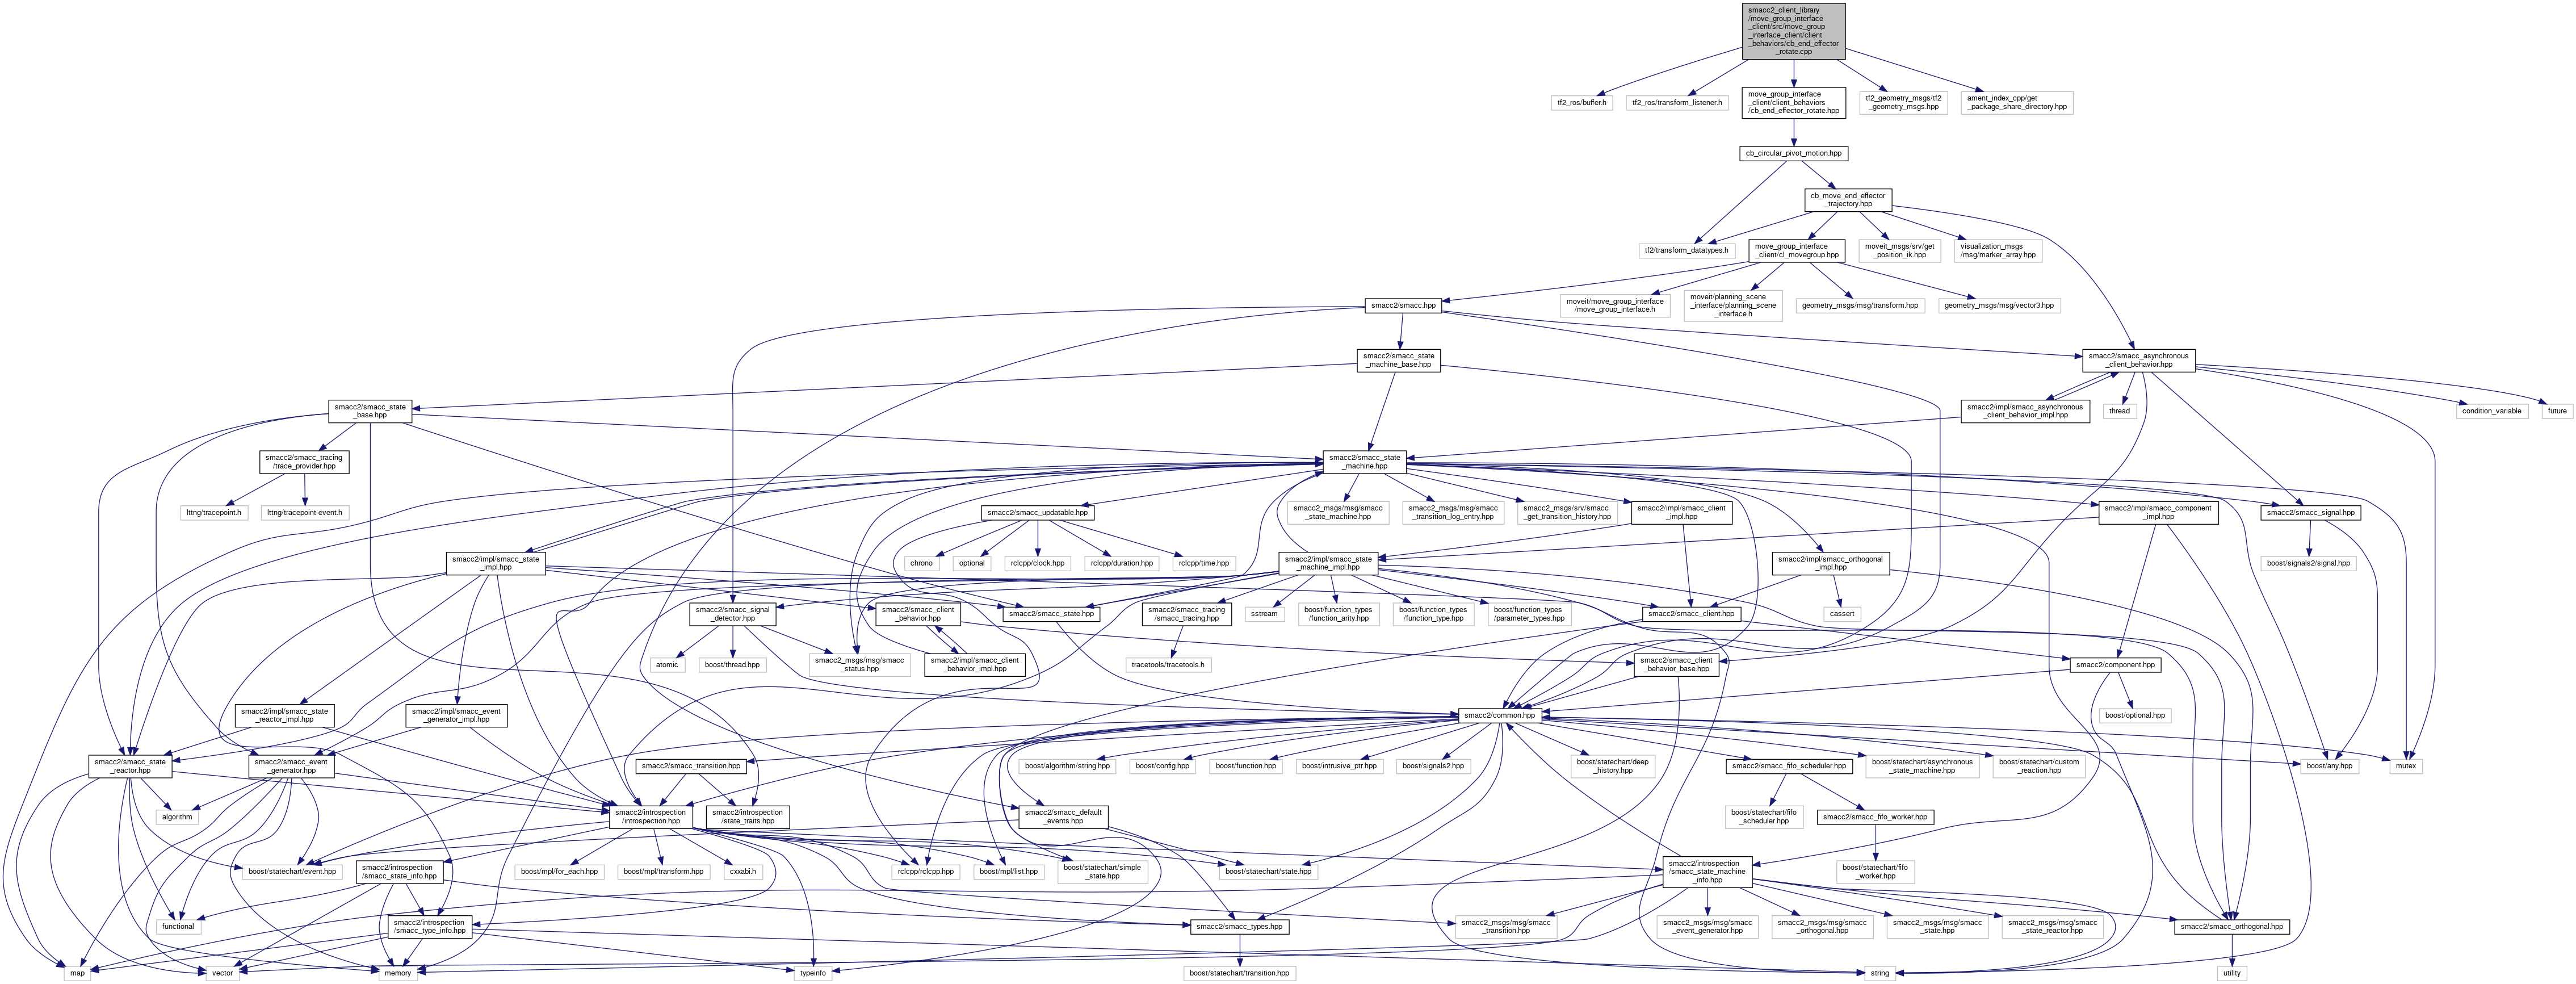 smacc2_client_library
/move_group_interface
_client/src/move_group
_interface_client/client
_behaviors/cb_end_effector
_rotate.cpp
tf2_ros/buffer.h
tf2_ros/transform_listener.h
move_group_interface
_client/client_behaviors
/cb_end_effector_rotate.hpp
tf2_geometry_msgs/tf2
_geometry_msgs.hpp
ament_index_cpp/get
_package_share_directory.hpp
cb_circular_pivot_motion.hpp
cb_move_end_effector
_trajectory.hpp
tf2/transform_datatypes.h
move_group_interface
_client/cl_movegroup.hpp
moveit_msgs/srv/get
_position_ik.hpp
visualization_msgs
/msg/marker_array.hpp
smacc2/smacc.hpp
moveit/move_group_interface
/move_group_interface.h
moveit/planning_scene
_interface/planning_scene
_interface.h
geometry_msgs/msg/transform.hpp
geometry_msgs/msg/vector3.hpp
smacc2/smacc_state
_machine_base.hpp
smacc2/smacc_asynchronous
_client_behavior.hpp
smacc2/smacc_state
_base.hpp
smacc2/impl/smacc_asynchronous
_client_behavior_impl.hpp
thread
condition_variable
future
smacc2/smacc_tracing
/trace_provider.hpp
smacc2/smacc_state
_machine.hpp
lttng/tracepoint.h
lttng/tracepoint-event.h
smacc2/smacc_updatable.hpp
smacc2_msgs/msg/smacc
_state_machine.hpp
smacc2_msgs/msg/smacc
_transition_log_entry.hpp
smacc2_msgs/srv/smacc
_get_transition_history.hpp
smacc2/impl/smacc_client
_impl.hpp
smacc2/impl/smacc_component
_impl.hpp
smacc2/smacc_signal.hpp
smacc2/impl/smacc_state
_impl.hpp
chrono
optional
rclcpp/clock.hpp
rclcpp/duration.hpp
rclcpp/time.hpp
smacc2/impl/smacc_state
_machine_impl.hpp
smacc2/impl/smacc_orthogonal
_impl.hpp
boost/signals2/signal.hpp
smacc2/smacc_signal
_detector.hpp
smacc2/smacc_client
_behavior.hpp
smacc2/smacc_state.hpp
smacc2/smacc_tracing
/smacc_tracing.hpp
sstream
boost/function_types
/function_arity.hpp
boost/function_types
/function_type.hpp
boost/function_types
/parameter_types.hpp
smacc2/smacc_client.hpp
cassert
atomic
boost/thread.hpp
smacc2_msgs/msg/smacc
_status.hpp
smacc2/impl/smacc_client
_behavior_impl.hpp
tracetools/tracetools.h
smacc2/smacc_client
_behavior_base.hpp
smacc2/component.hpp
smacc2/impl/smacc_state
_reactor_impl.hpp
smacc2/impl/smacc_event
_generator_impl.hpp
smacc2/common.hpp
boost/optional.hpp
smacc2/smacc_state
_reactor.hpp
smacc2/smacc_event
_generator.hpp
smacc2/smacc_transition.hpp
boost/algorithm/string.hpp
boost/config.hpp
boost/function.hpp
boost/intrusive_ptr.hpp
boost/signals2.hpp
boost/statechart/deep
_history.hpp
smacc2/smacc_fifo_scheduler.hpp
boost/statechart/asynchronous
_state_machine.hpp
boost/statechart/custom
_reaction.hpp
boost/any.hpp
mutex
algorithm
smacc2/introspection
/introspection.hpp
smacc2/introspection
/state_traits.hpp
smacc2/smacc_default
_events.hpp
boost/statechart/fifo
_scheduler.hpp
smacc2/smacc_fifo_worker.hpp
boost/statechart/event.hpp
smacc2/introspection
/smacc_state_info.hpp
boost/mpl/for_each.hpp
boost/mpl/transform.hpp
cxxabi.h
rclcpp/rclcpp.hpp
boost/mpl/list.hpp
boost/statechart/simple
_state.hpp
boost/statechart/state.hpp
smacc2/introspection
/smacc_state_machine
_info.hpp
boost/statechart/fifo
_worker.hpp
functional
smacc2/introspection
/smacc_type_info.hpp
smacc2/smacc_types.hpp
smacc2_msgs/msg/smacc
_transition.hpp
smacc2_msgs/msg/smacc
_event_generator.hpp
smacc2_msgs/msg/smacc
_orthogonal.hpp
smacc2_msgs/msg/smacc
_state.hpp
smacc2_msgs/msg/smacc
_state_reactor.hpp
smacc2/smacc_orthogonal.hpp
map
vector
memory
typeinfo
boost/statechart/transition.hpp
string
utility